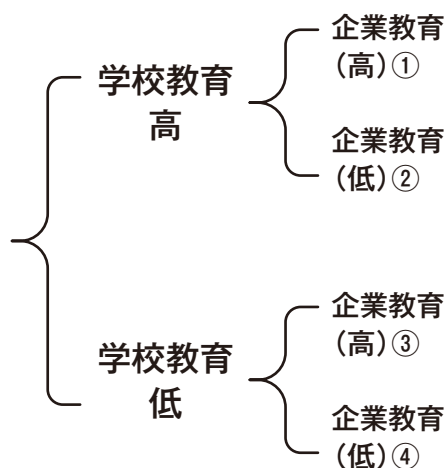 学校教育
高
企業教育
(高)①
企業教育
(低)②
学校教育
低
企業教育
(高)③
企業教育
(低)④